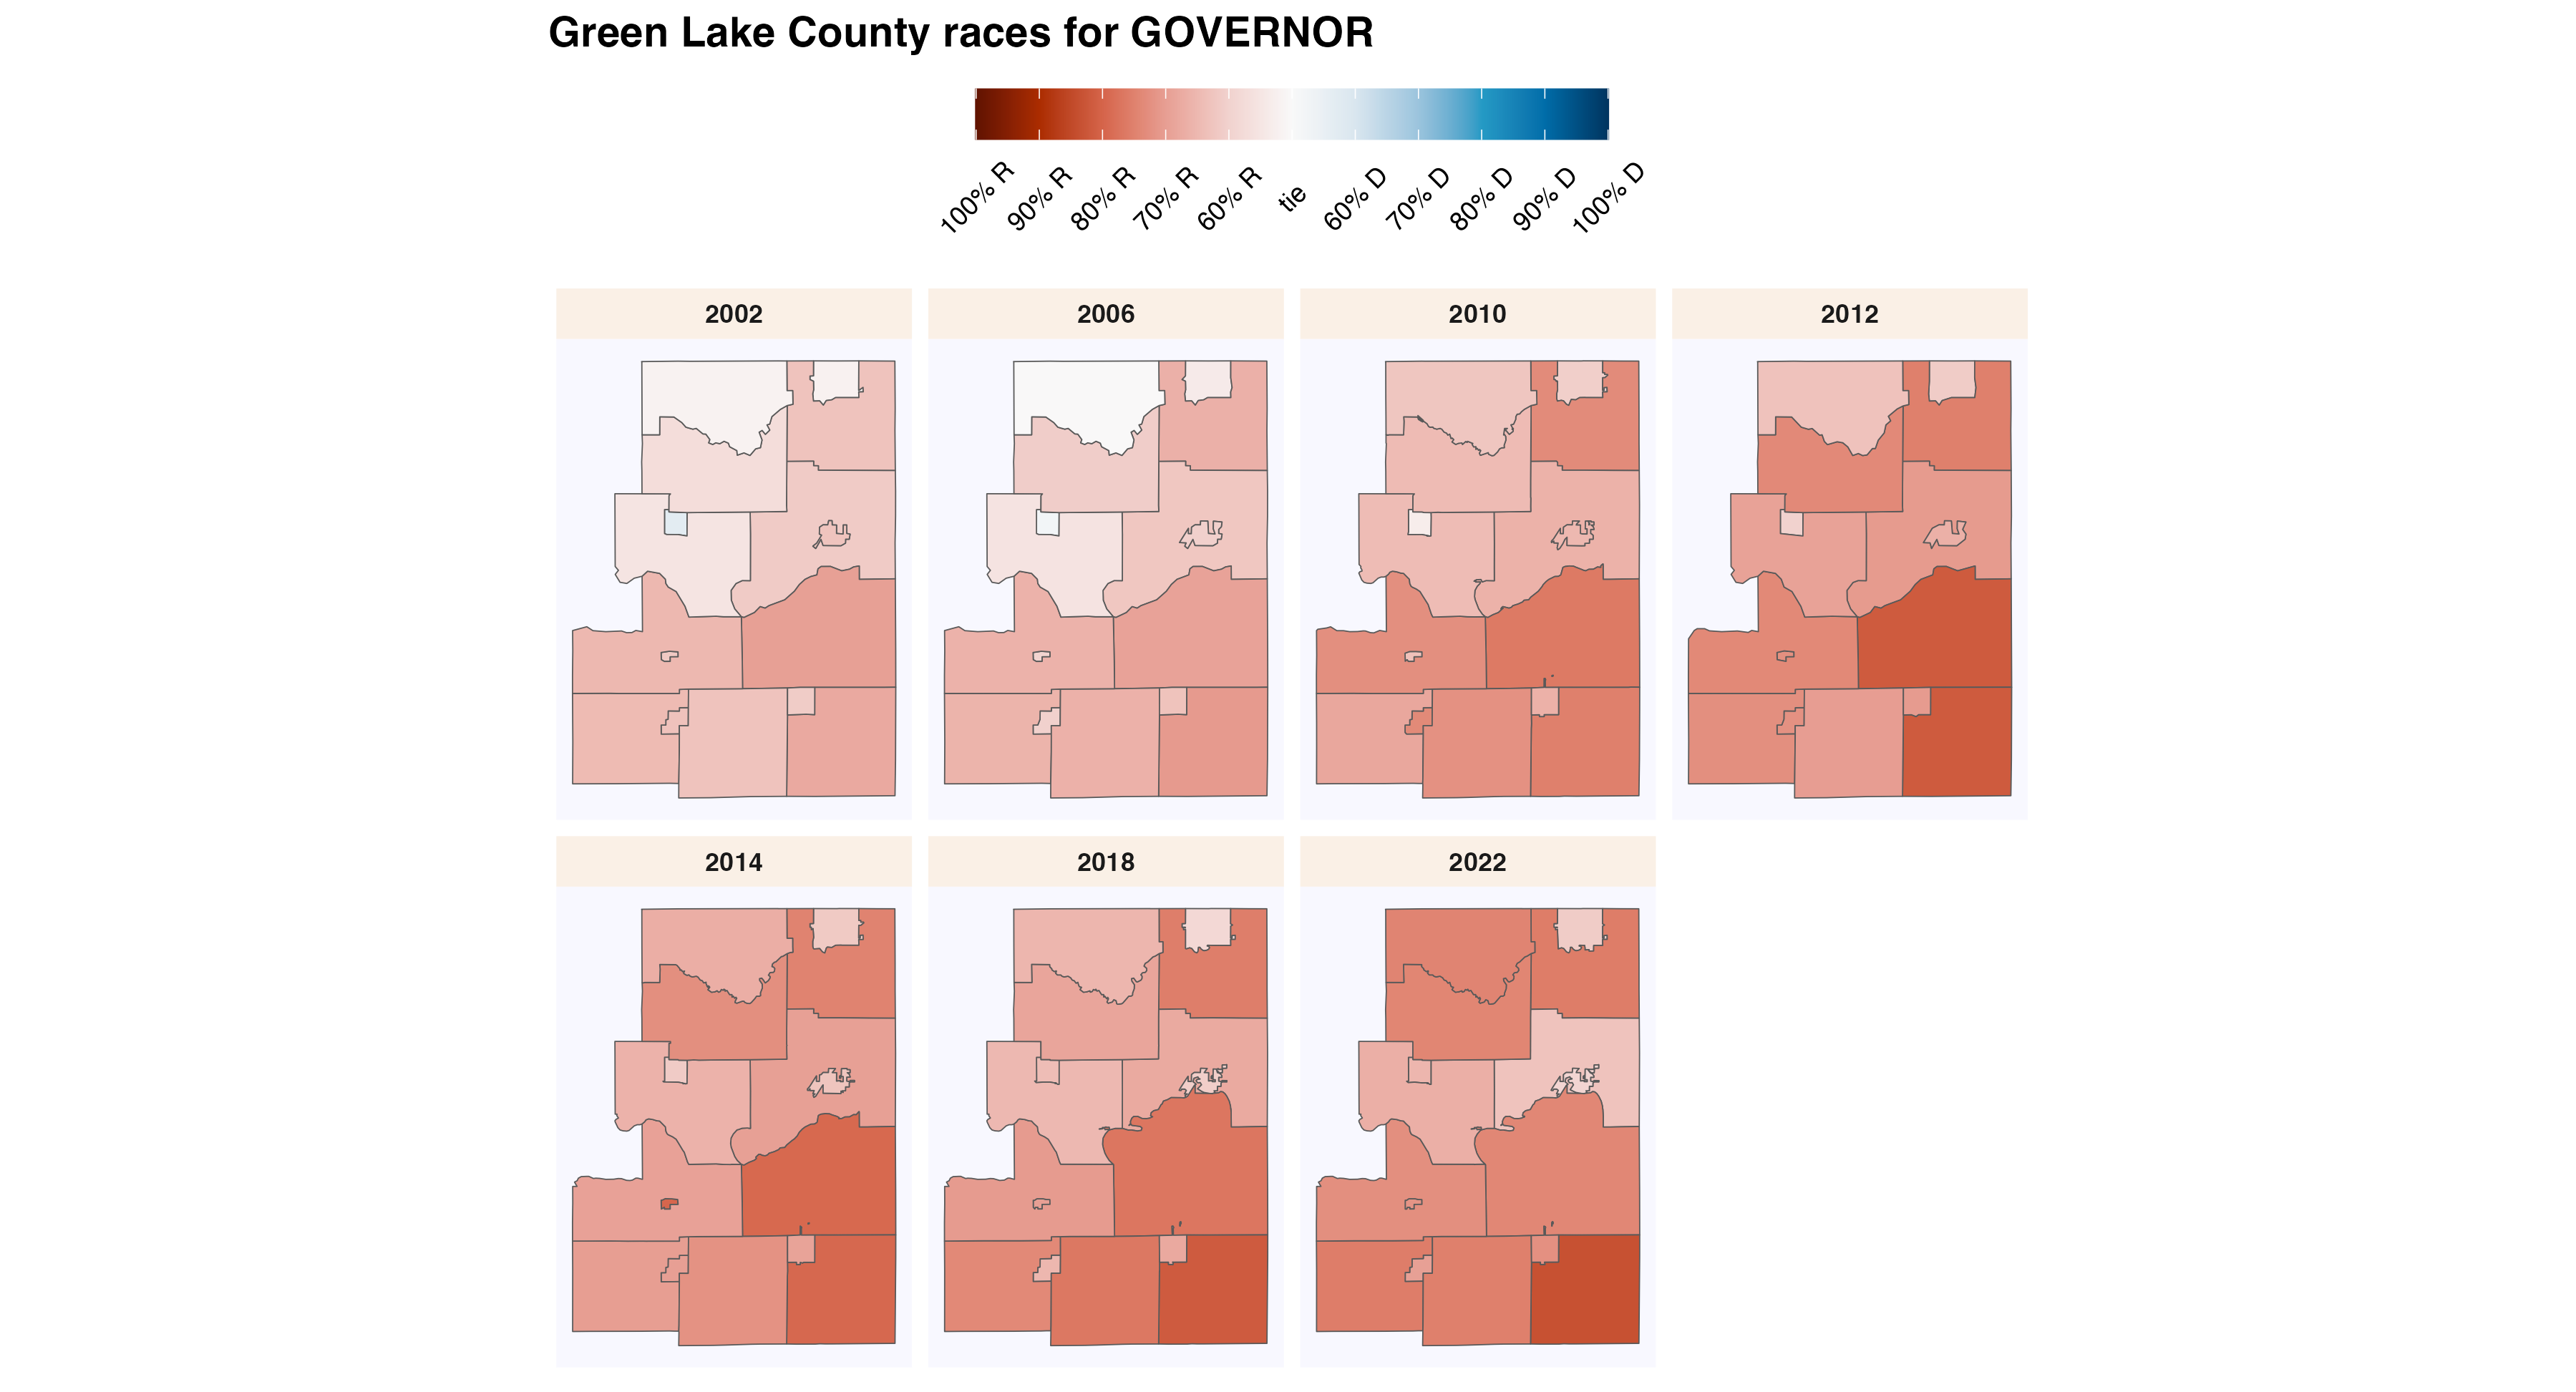 Green Lake County races for GOVERNOR
100% R 90% R 80% R 70% R 60% R tie 60% D 70% D 80% D 90% D 100% D
2002 2006 2010 2012
2014 2018 2022